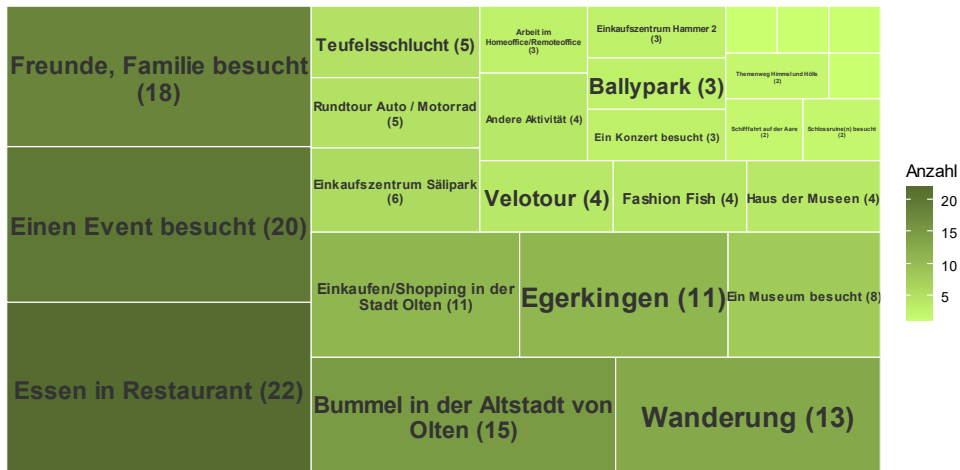 Freunde, Familie besucht
(18)
Einen Event besucht (20)
Essen in Restaurant (22)
Teufelsschlucht (5)
Rundtour Auto / Motorrad
(5)
Einkaufszentrum Sälipark
(6)
Arbeit im
Homeoffice/Remoteoffice
(3)
Andere Aktivität (4)
Einkaufszentrum Hammer 2
(3)
Ballypark (3)
Ein Konzert besucht (3)
Themenweg Himmel und Hölle
(2)
Schifffahrt auf der Aare
(2)
Schlossruine(n) besucht
(2)
Velotour (4)
Fashion Fish (4)
Haus der Museen (4)
Einkaufen/Shopping in der
Stadt Olten (11)
Egerkingen (11)
Ein Museum besucht (8)
Bummel in der Altstadt von
Olten (15)
Wanderung (13)
Anzahl
20
15
10
5